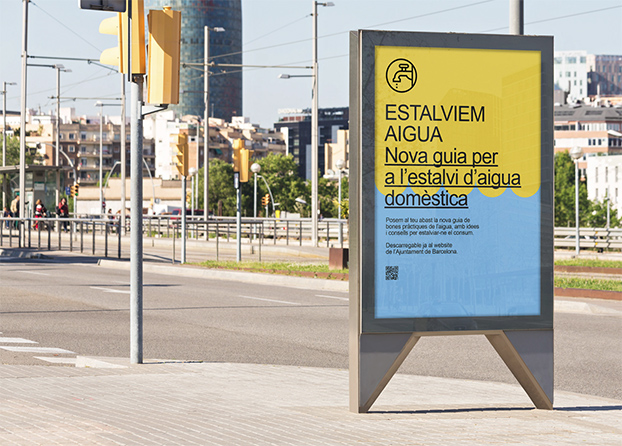 ESTALVIEM
AIGUA
Nova guia per
a l'estalvi d'aigua
domèstica
Posem al teu abast la nova guia de
bones pràctiques de l'aigua, amb idees
i consells per estalviar-ne el consum.
Descarregable ja al website
de l'Ajuntament de Barcelona